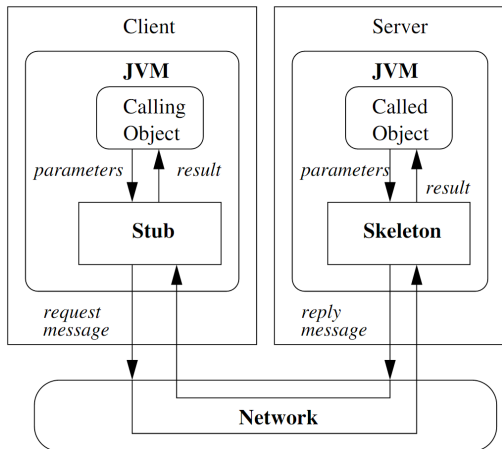 Client
JVM
Calling
Object
parameters
result
Stub
request
message
Server
JVM
Called
Object
parameters
result
Skeleton
reply
message
Network